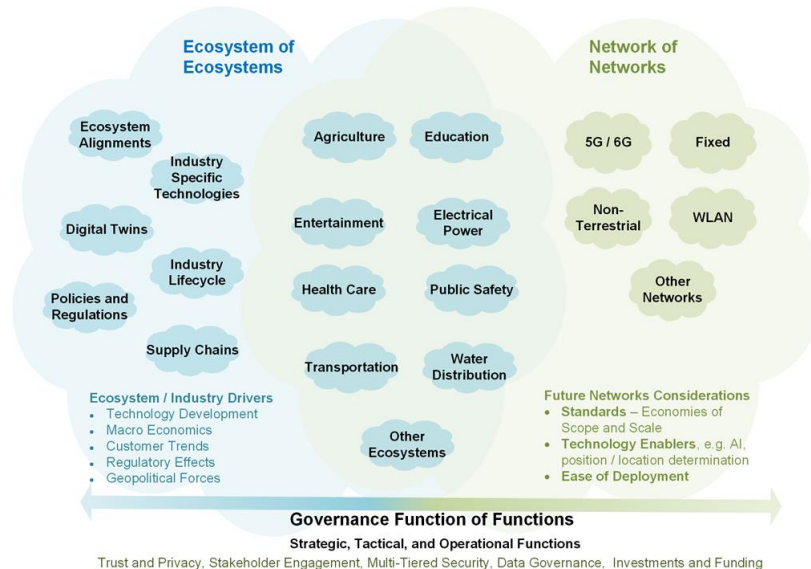 Ecosystem of
Ecosystems
Network of
Networks
Ecosystem
Alignments
Industry
Specific
Technologies
Digital Twins
Industry
Lifecycle
Policies and
Regulations
Supply Chains
Agriculture
Education
Entertainment
Electrical
Power
Health Care
Public Safety
Transportation
Water
Distribution
Other
Ecosystems
5G / 6G
Fixed
Non-
Terrestrial
WLAN
Other
Networks
Ecosystem / Industry Drivers
• Technology Development
• Macro Economics
• Customer Trends
• Regulatory Effects
• Geopolitical Forces
Future Networks Considerations
• Standards – Economies of
Scope and Scale
• Technology Enablers, e.g. AI,
position / location determination
• Ease of Deployment
Governance Function of Functions
Strategic, Tactical, and Operational Functions
Trust and Privacy, Stakeholder Engagement, Multi-Tiered Security, Data Governance, Investments and Funding